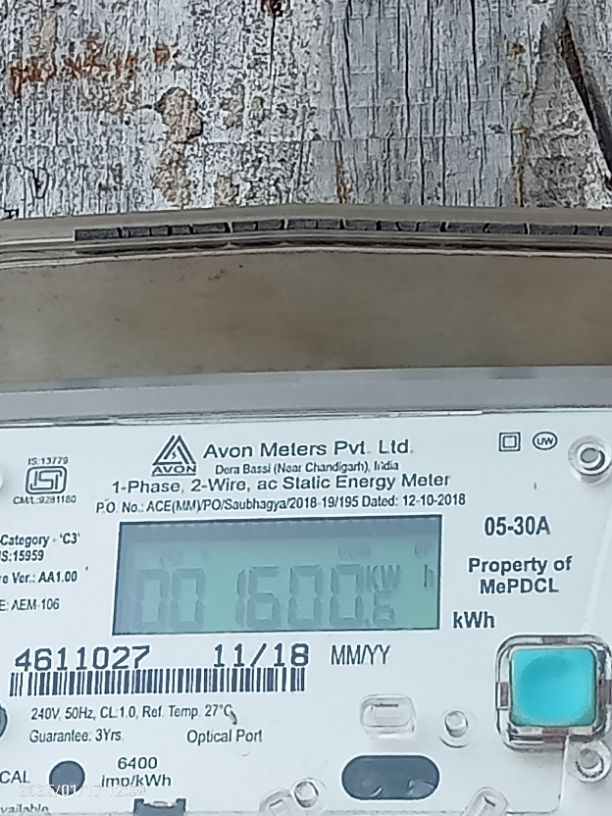 IS:13779
CM/L:9281180
AVON
Avon Meters Pvt. Ltd.
Dera Bassi (Near Chandigarh), India
1-Phase, 2-Wire, ac Static Energy Meter
P.O. No.: ACE(MM)/PO/Saubhagya/2018-19/195 Dated: 12-10-2018
UW
Category - 'C3'
IS:15959
e Ver.: AA1.00
E: AEM-106
001600.6 KW h
05-30A
Property of
MePDCL
kWh
4611027 11/18 MM/YY
240V, 50Hz, CL:1.0, Ref. Temp. 27°C
Guarantee: 3Yrs.
Optical Port
CAL
6400
imp/kWh
vailable